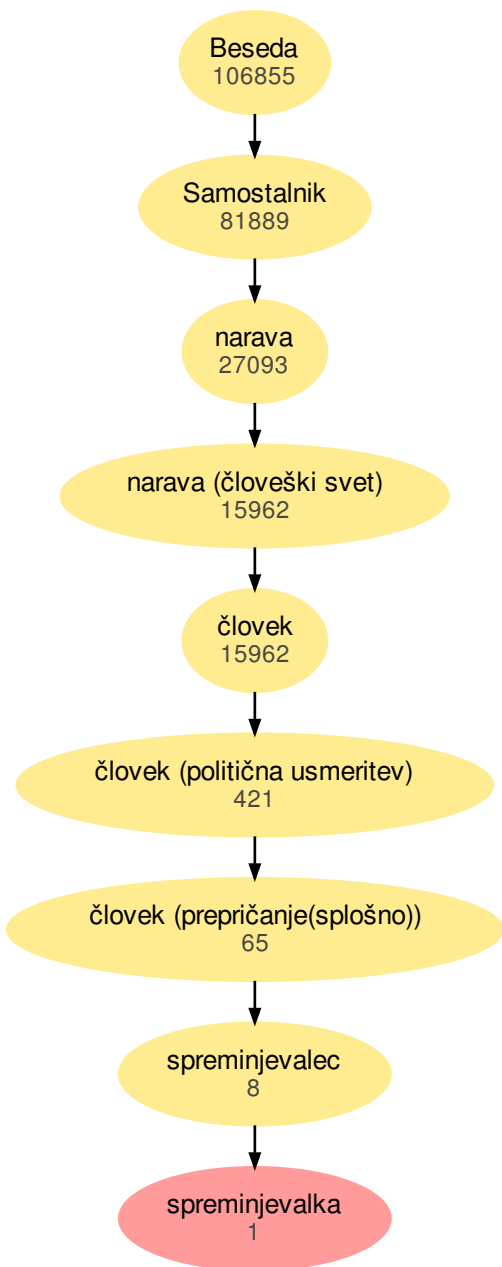 Beseda
106855
Samostalnik
81889
narava
27093
narava (človeški svet)
15962
človek
15962
človek (politična usmeritev)
421
človek (prepričanje(splošno))
65
spreminjevalec
8
spreminjevalka
1